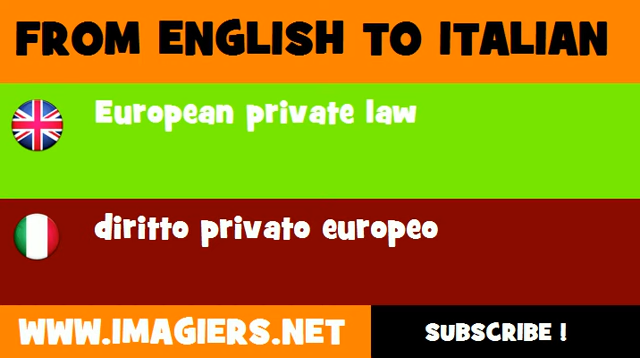 FROM ENGLISH TO ITALIAN
European private law
diritto privato europeo
WWW.IMAGIERS.NET
SUBSCRIBE !